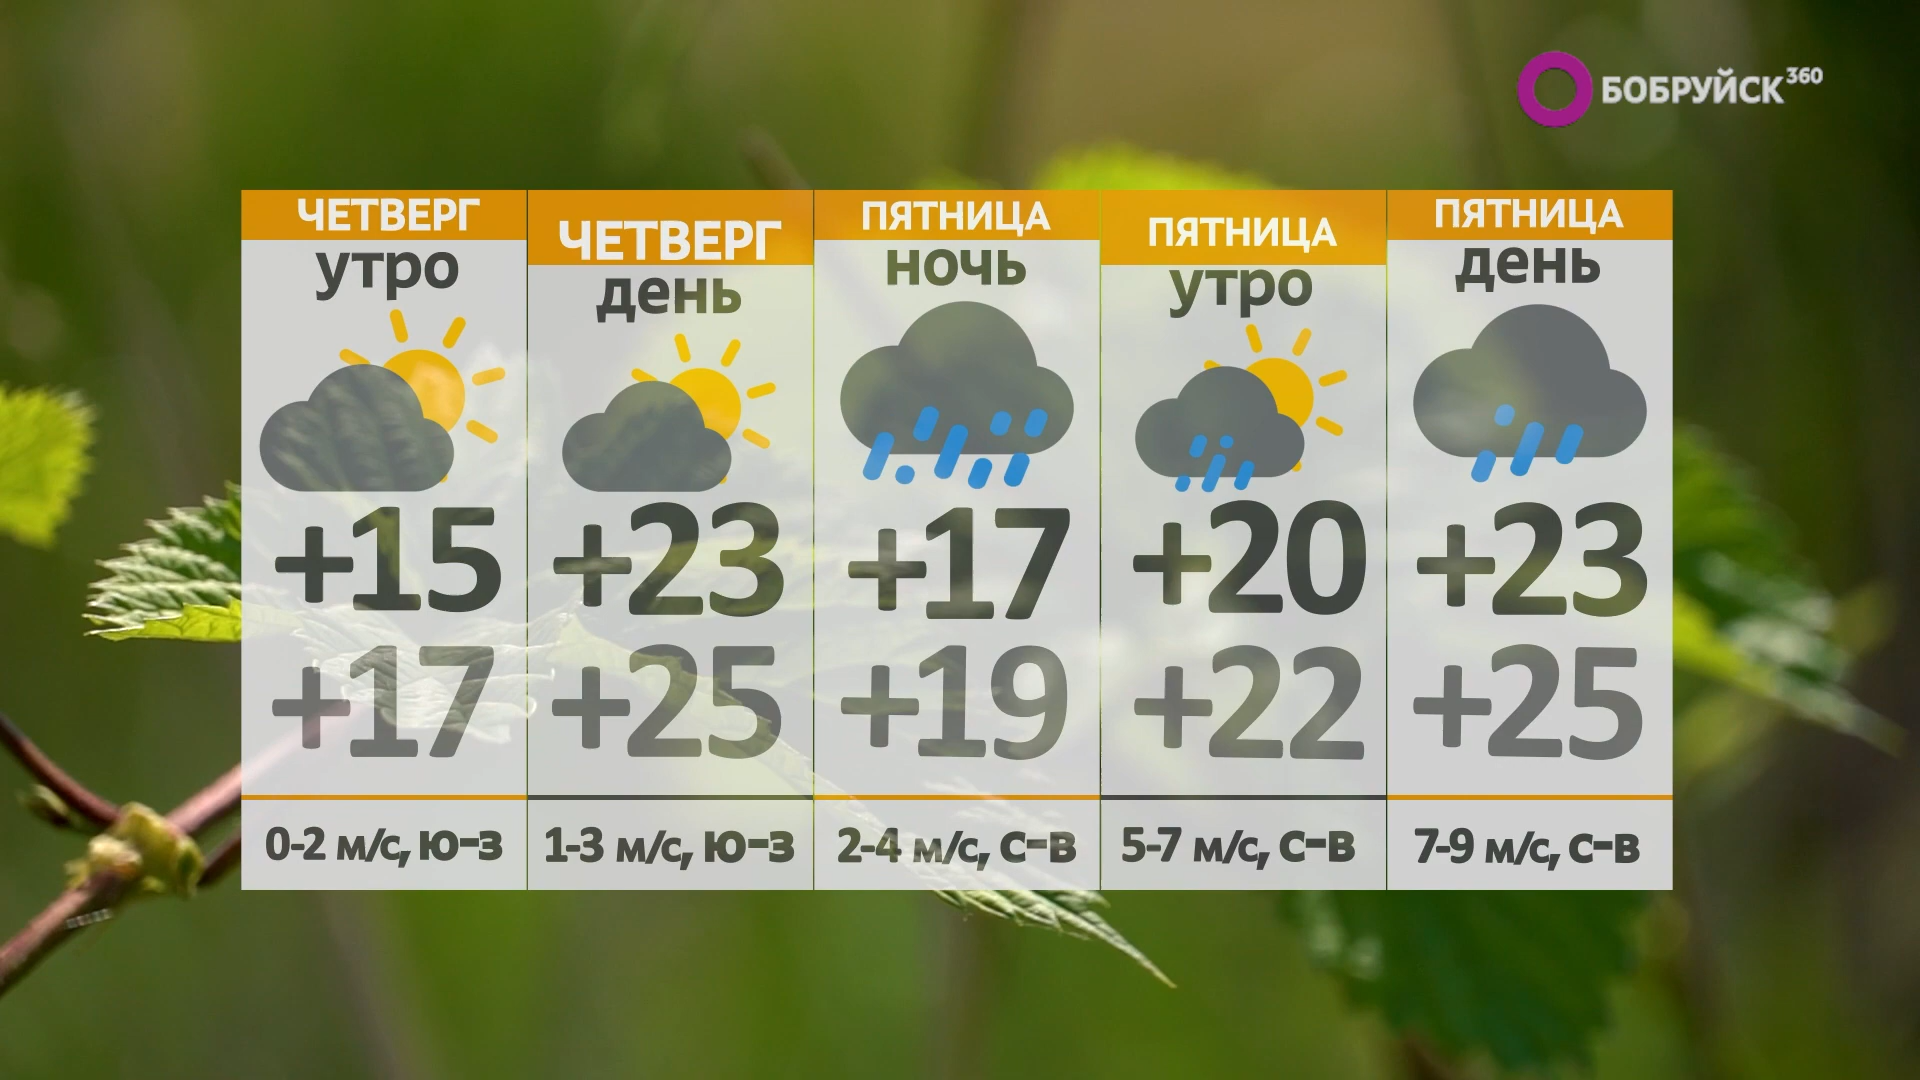 БОБРУЙСК360
ЧЕТВЕРГ
утро
+15
+17
0-2 м/с, ю-з
ЧЕТВЕРГ
день
+23
+25
1-3 м/с, ю-з
ПЯТНИЦА
ночь
+17
+19
2-4 м/с, с-в
ПЯТНИЦА
утро
+20
+22
5-7 м/с, с-в
ПЯТНИЦА
день
+23
+25
7-9 м/с, с-в